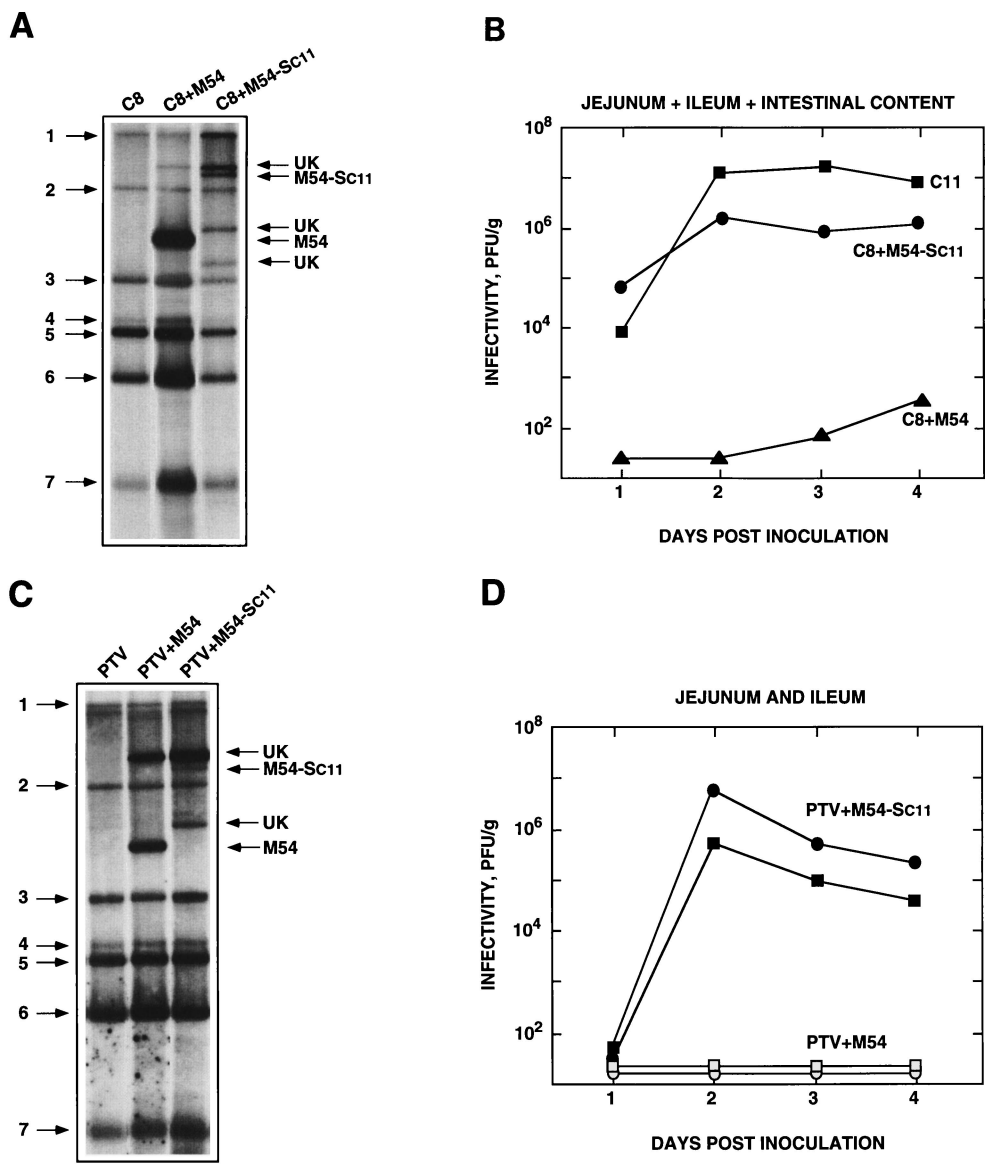 A
C8
C8+M54
C8+M54-Sc11
1
2
3
4
5
6
7
UK
M54-Sc11
UK
M54
UK
B
JEJUNUM + ILEUM + INTESTINAL CONTENT
INFECTIVITY, PFU/g
10^8
10^6
10^4
10^2
C11
C8+M54-Sc11
C8+M54
1 2 3 4
DAYS POST INOCULATION
C
PTV
PTV+M54
PTV+M54-Sc11
1
2
3
4
5
6
7
UK
M54-Sc11
UK
M54
D
JEJUNUM AND ILEUM
INFECTIVITY, PFU/g
10^8
10^6
10^4
10^2
PTV+M54-Sc11
PTV+M54
1 2 3 4
DAYS POST INOCULATION